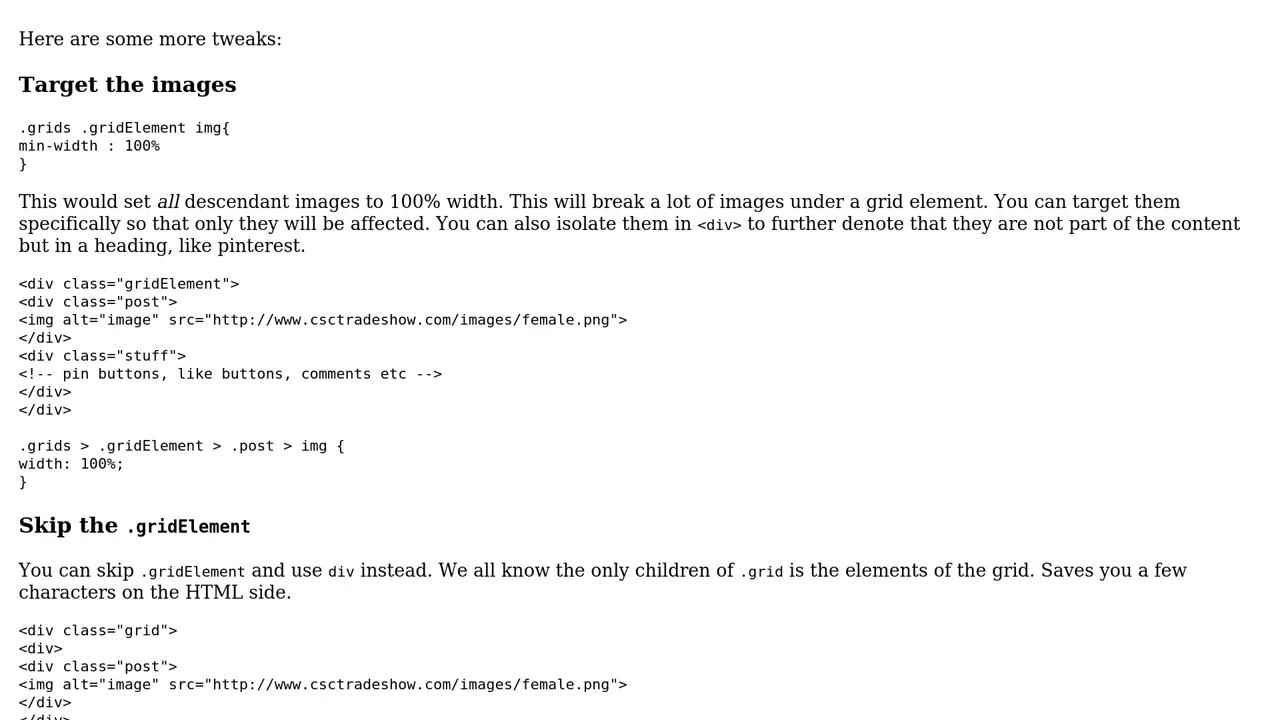 Here are some more tweaks:
Target the images
.grids .gridElement img{
min-width : 100%
}
This would set all descendant images to 100% width. This will break a lot of images under a grid element. You can target them
specifically so that only they will be affected. You can also isolate them in <div> to further denote that they are not part of the content
but in a heading, like pinterest.
<div class="gridElement">
<div class="post">
<img alt="image" src="http://www.csctradeshow.com/images/female.png">
</div>
<div class="stuff">
<!-- pin buttons, like buttons, comments etc -->
</div>
</div>
.grids > .gridElement > .post > img {
width: 100%;
}
Skip the .gridElement
You can skip .gridElement and use div instead. We all know the only children of .grid is the elements of the grid. Saves you a few
characters on the HTML side.
<div class="grid">
<div>
<div class="post">
<img alt="image" src="http://www.csctradeshow.com/images/female.png">
</div>
</div>